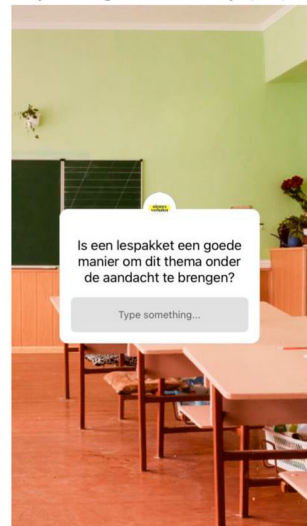 Is een lespakket een goede
manier om dit thema onder
de aandacht te brengen?
Type something...